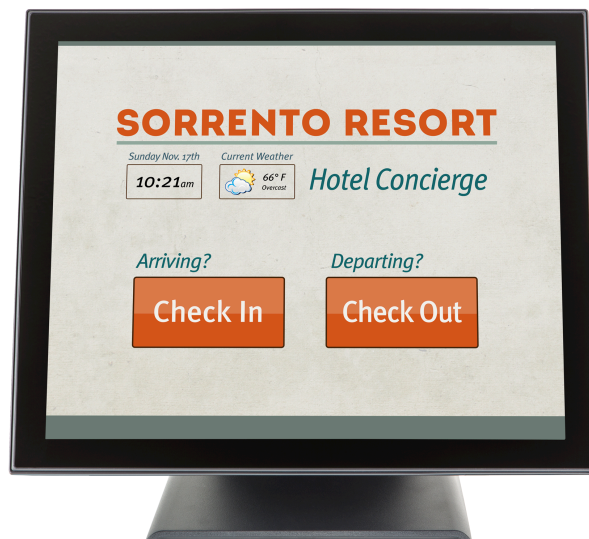 SORRENTO RESORT
Sunday Nov. 17th
Current Weather
10:21am
66° F
Overcast
Hotel Concierge
Arriving?
Departing?
Check In
Check Out